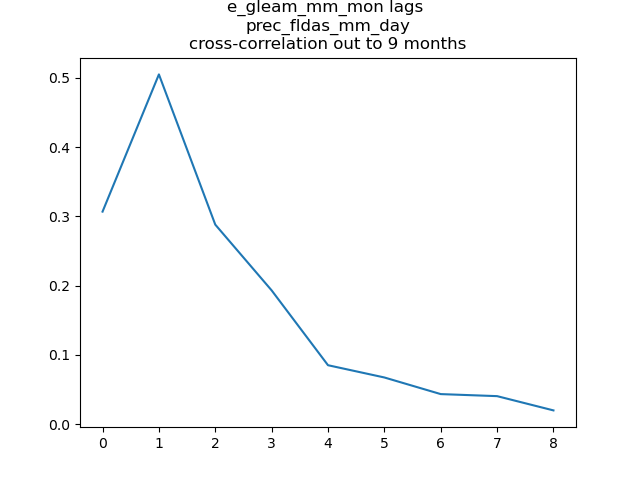 e_gleam_mm_mon lags
prec_fldas_mm_day
cross-correlation out to 9 months
0.5
0.4
0.3
0.2
0.1
0.0
0 1 2 3 4 5 6 7 8